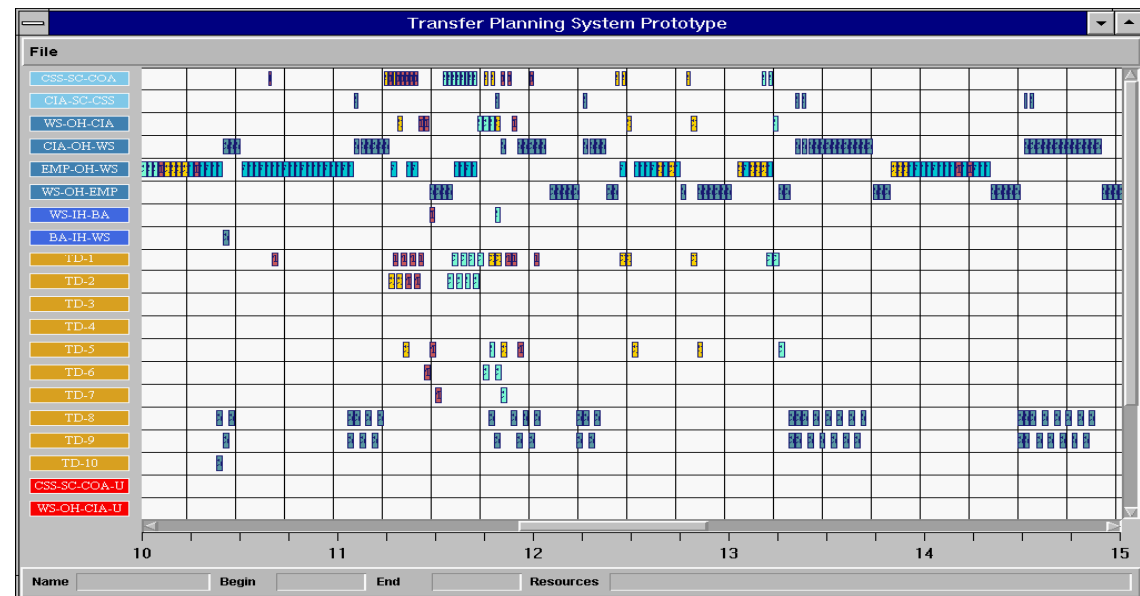 Transfer Planning System Prototype
File
CSS-SC-COA
CIA-SC-CSS
WS-OH-CIA
CIA-OH-WS
EMP-OH-WS
WS-OH-EMP
WS-IH-BA
BA-IH-WS
TD-1
TD-2
TD-3
TD-4
TD-5
TD-6
TD-7
TD-8
TD-9
TD-10
CSS-SC-COA-U
WS-OH-CIA-U
10 11 12 13 14 15
Name Begin End Resources